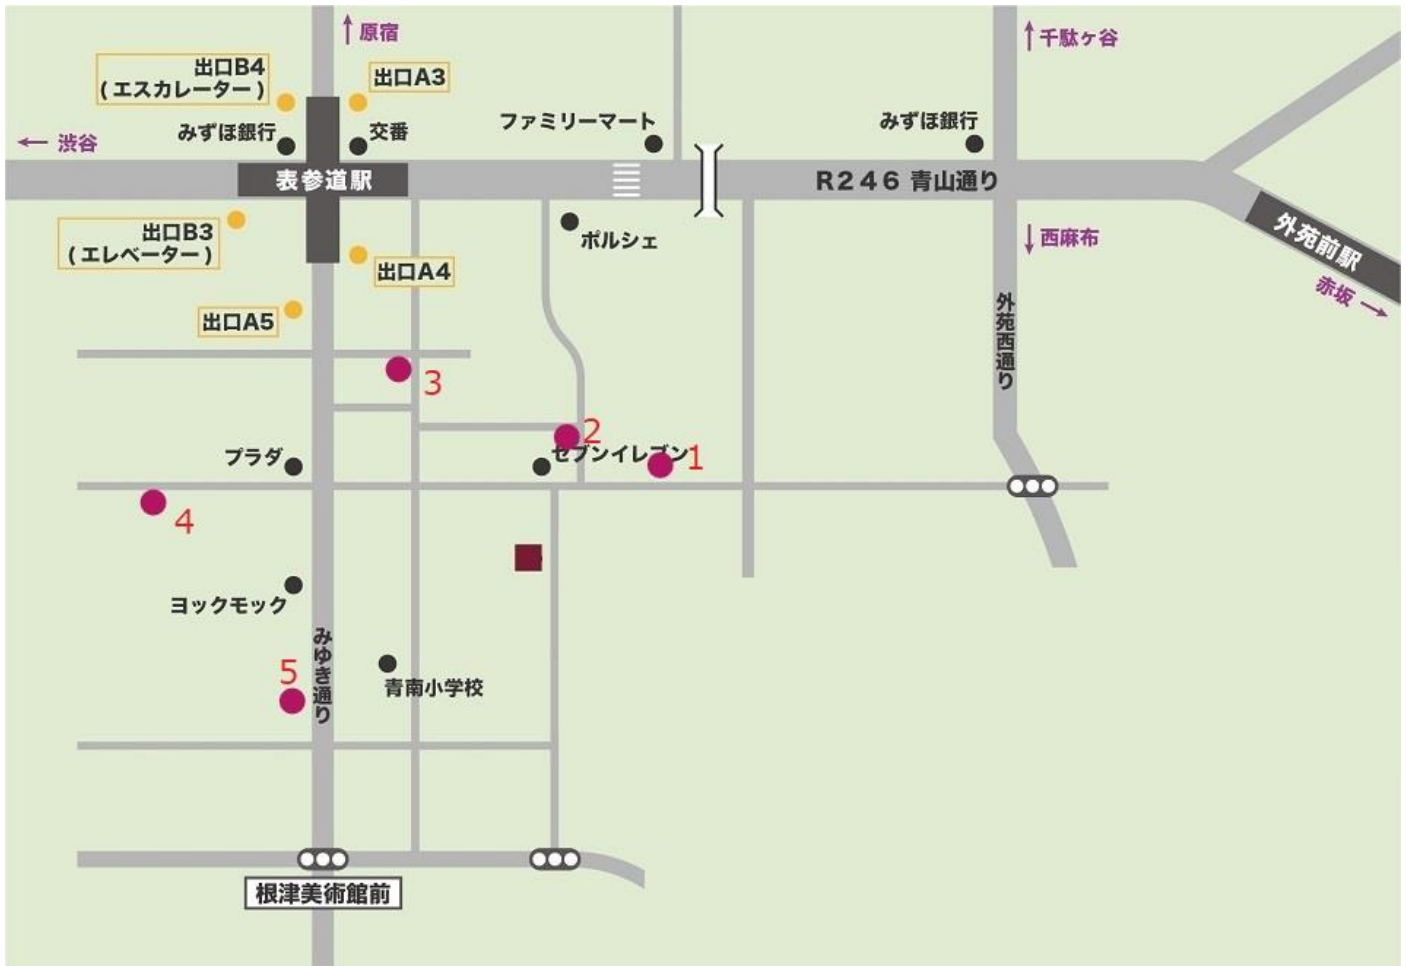 原宿
千駄ヶ谷
出口B4
(エスカレーター)
出口A3
渋谷
みずほ銀行
交番
ファミリーマート
みずほ銀行
表参道駅
R246 青山通り
出口B3
(エレベーター)
ポルシェ
西麻布
外苑前駅
出口A4
赤坂
出口A5
外苑西通り
3
2
セブンイレブン
1
プラダ
4
ヨックモック
みゆき通り
5
青南小学校
根津美術館前